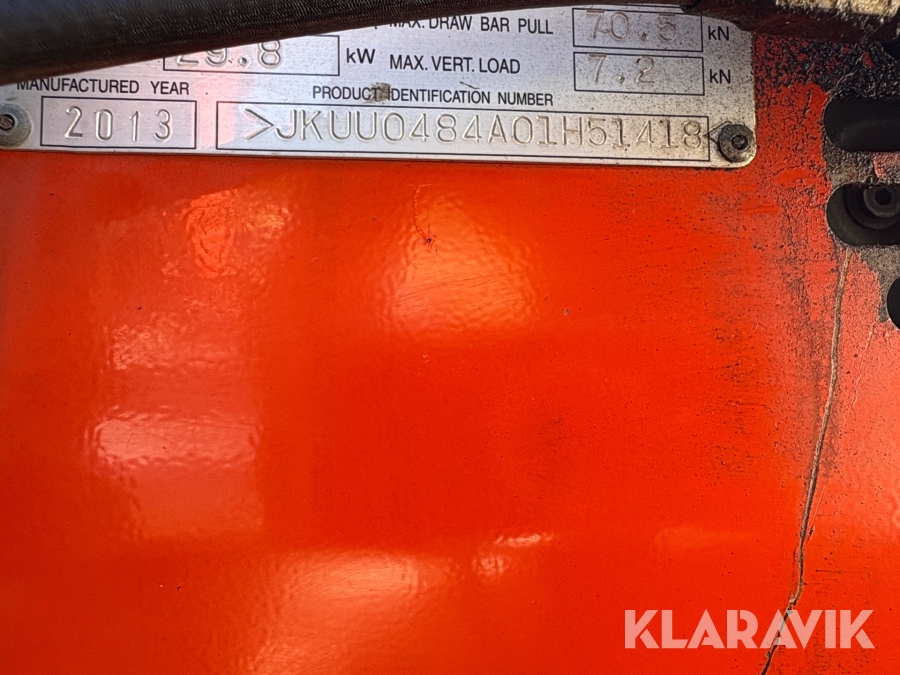 MAX. DRAW BAR PULL 70.5 kN
29.8 kW MAX. VERT. LOAD 7.2 kN
MANUFACTURED YEAR PRODUCT IDENTIFICATION NUMBER
2013 >JKUU0484A01H51418<
KLARAVIK